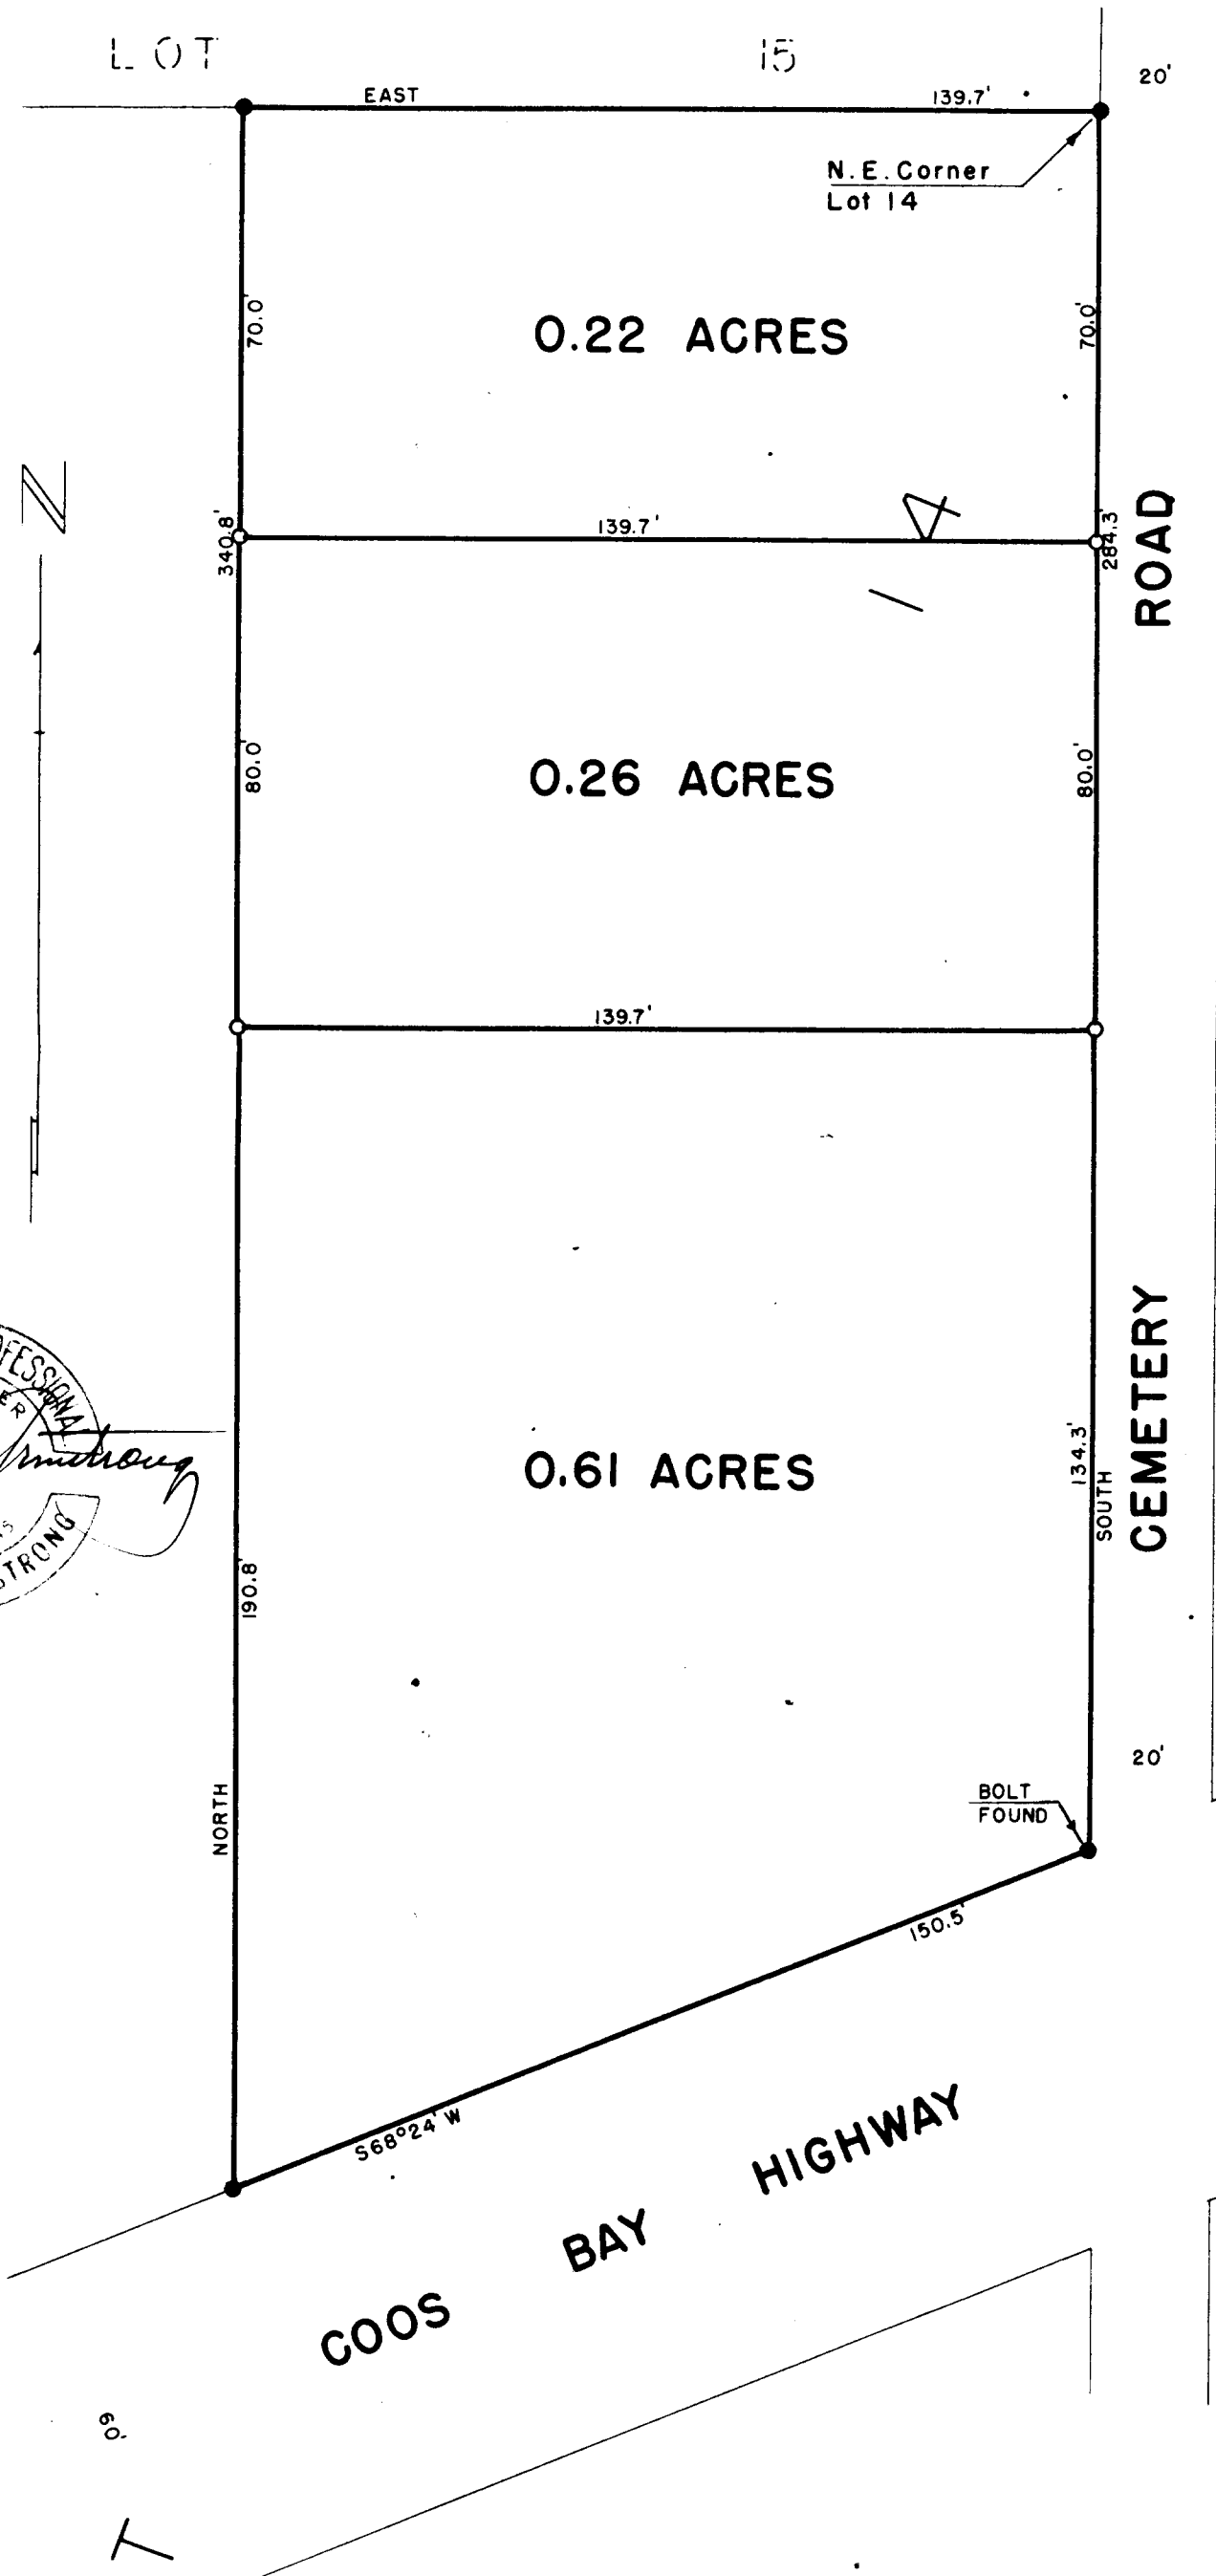 LOT 15
20'
EAST 139.7'
N.E. Corner
Lot 14
70.0'
70.0'
0.22 ACRES
N
340.8'
139.7'
284.3'
14
ROAD
80.0'
80.0'
0.26 ACRES
139.7'
CEMETERY
134.3'
SOUTH
0.61 ACRES
190.8'
NORTH
20'
BOLT
FOUND
150.5'
S68°24' W
COOS BAY HIGHWAY
60'
T